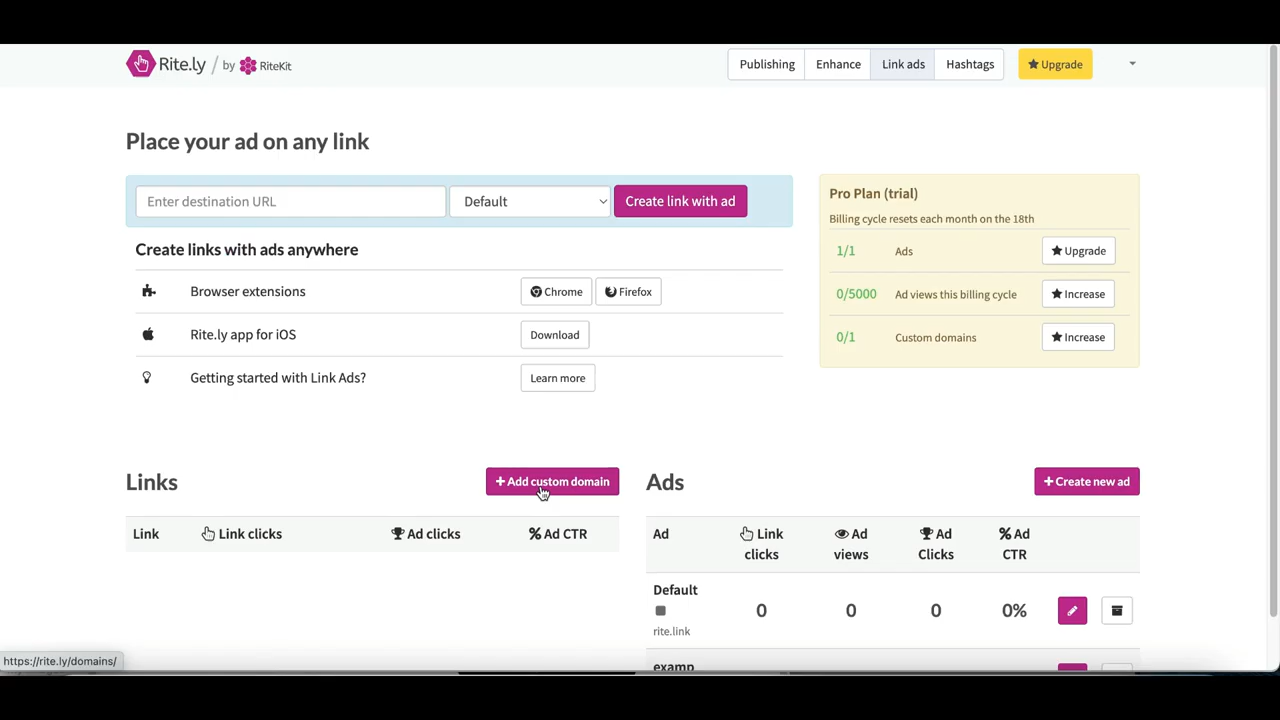 Rite.ly / by RiteKit
Publishing Enhance Link ads Hashtags Upgrade
Place your ad on any link
Enter destination URL Default Create link with ad
Create links with ads anywhere
Browser extensions Chrome Firefox
Rite.ly app for iOS Download
Getting started with Link Ads? Learn more
Pro Plan (trial)
Billing cycle resets each month on the 18th
1/1 Ads Upgrade
0/5000 Ad views this billing cycle Increase
0/1 Custom domains Increase
Links + Add custom domain
Link Link clicks Ad clicks % Ad CTR
Ads + Create new ad
Ad Link clicks Ad views Ad Clicks % Ad CTR
Default
0 0 0 0%
rite.link
examp
https://rite.ly/domains/